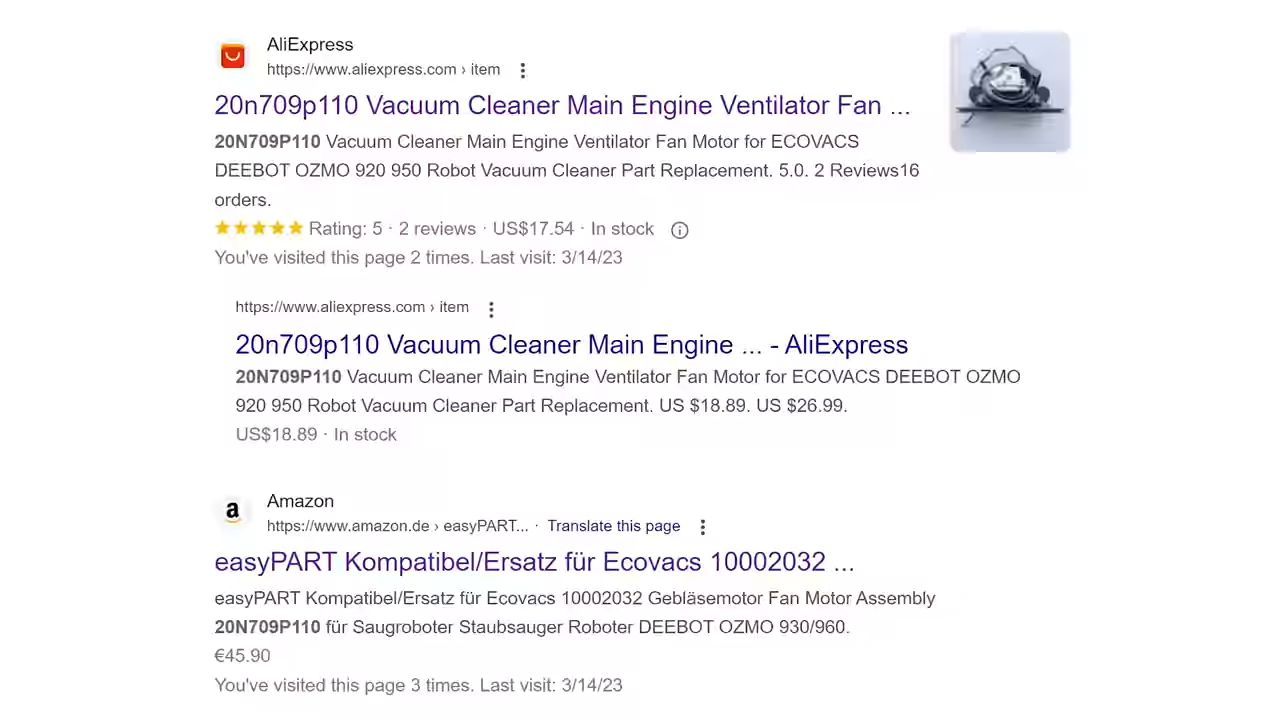 AliExpress
https://www.aliexpress.com › item
20n709p110 Vacuum Cleaner Main Engine Ventilator Fan ...
20N709P110 Vacuum Cleaner Main Engine Ventilator Fan Motor for ECOVACS
DEEBOT OZMO 920 950 Robot Vacuum Cleaner Part Replacement. 5.0. 2 Reviews16
orders.
Rating: 5 · 2 reviews · US$17.54 · In stock
You've visited this page 2 times. Last visit: 3/14/23
https://www.aliexpress.com › item
20n709p110 Vacuum Cleaner Main Engine ... - AliExpress
20N709P110 Vacuum Cleaner Main Engine Ventilator Fan Motor for ECOVACS DEEBOT OZMO
920 950 Robot Vacuum Cleaner Part Replacement. US $18.89. US $26.99.
US$18.89 · In stock
Amazon
https://www.amazon.de › easyPART... · Translate this page
easyPART Kompatibel/Ersatz für Ecovacs 10002032 ...
easyPART Kompatibel/Ersatz für Ecovacs 10002032 Gebläsemotor Fan Motor Assembly
20N709P110 für Saugroboter Staubsauger Roboter DEEBOT OZMO 930/960.
€45.90
You've visited this page 3 times. Last visit: 3/14/23